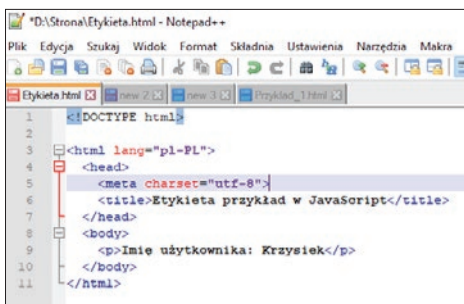 *D:\Strona\Etykieta.html - Notepad++
Plik Edycja Szukaj Widok Format Składnia Ustawienia Narzędzia Makra
Etykieta.html new 2 new 3 Przyklad_1.html
1 <!DOCTYPE html>
2
3 <html lang="pl-PL">
4 <head>
5 <meta charset="utf-8">
6 <title>Etykieta przykład w JavaScript</title>
7 </head>
8 <body>
9 <p>Imię użytkownika: Krzysiek</p>
10 </body>
11 </html>